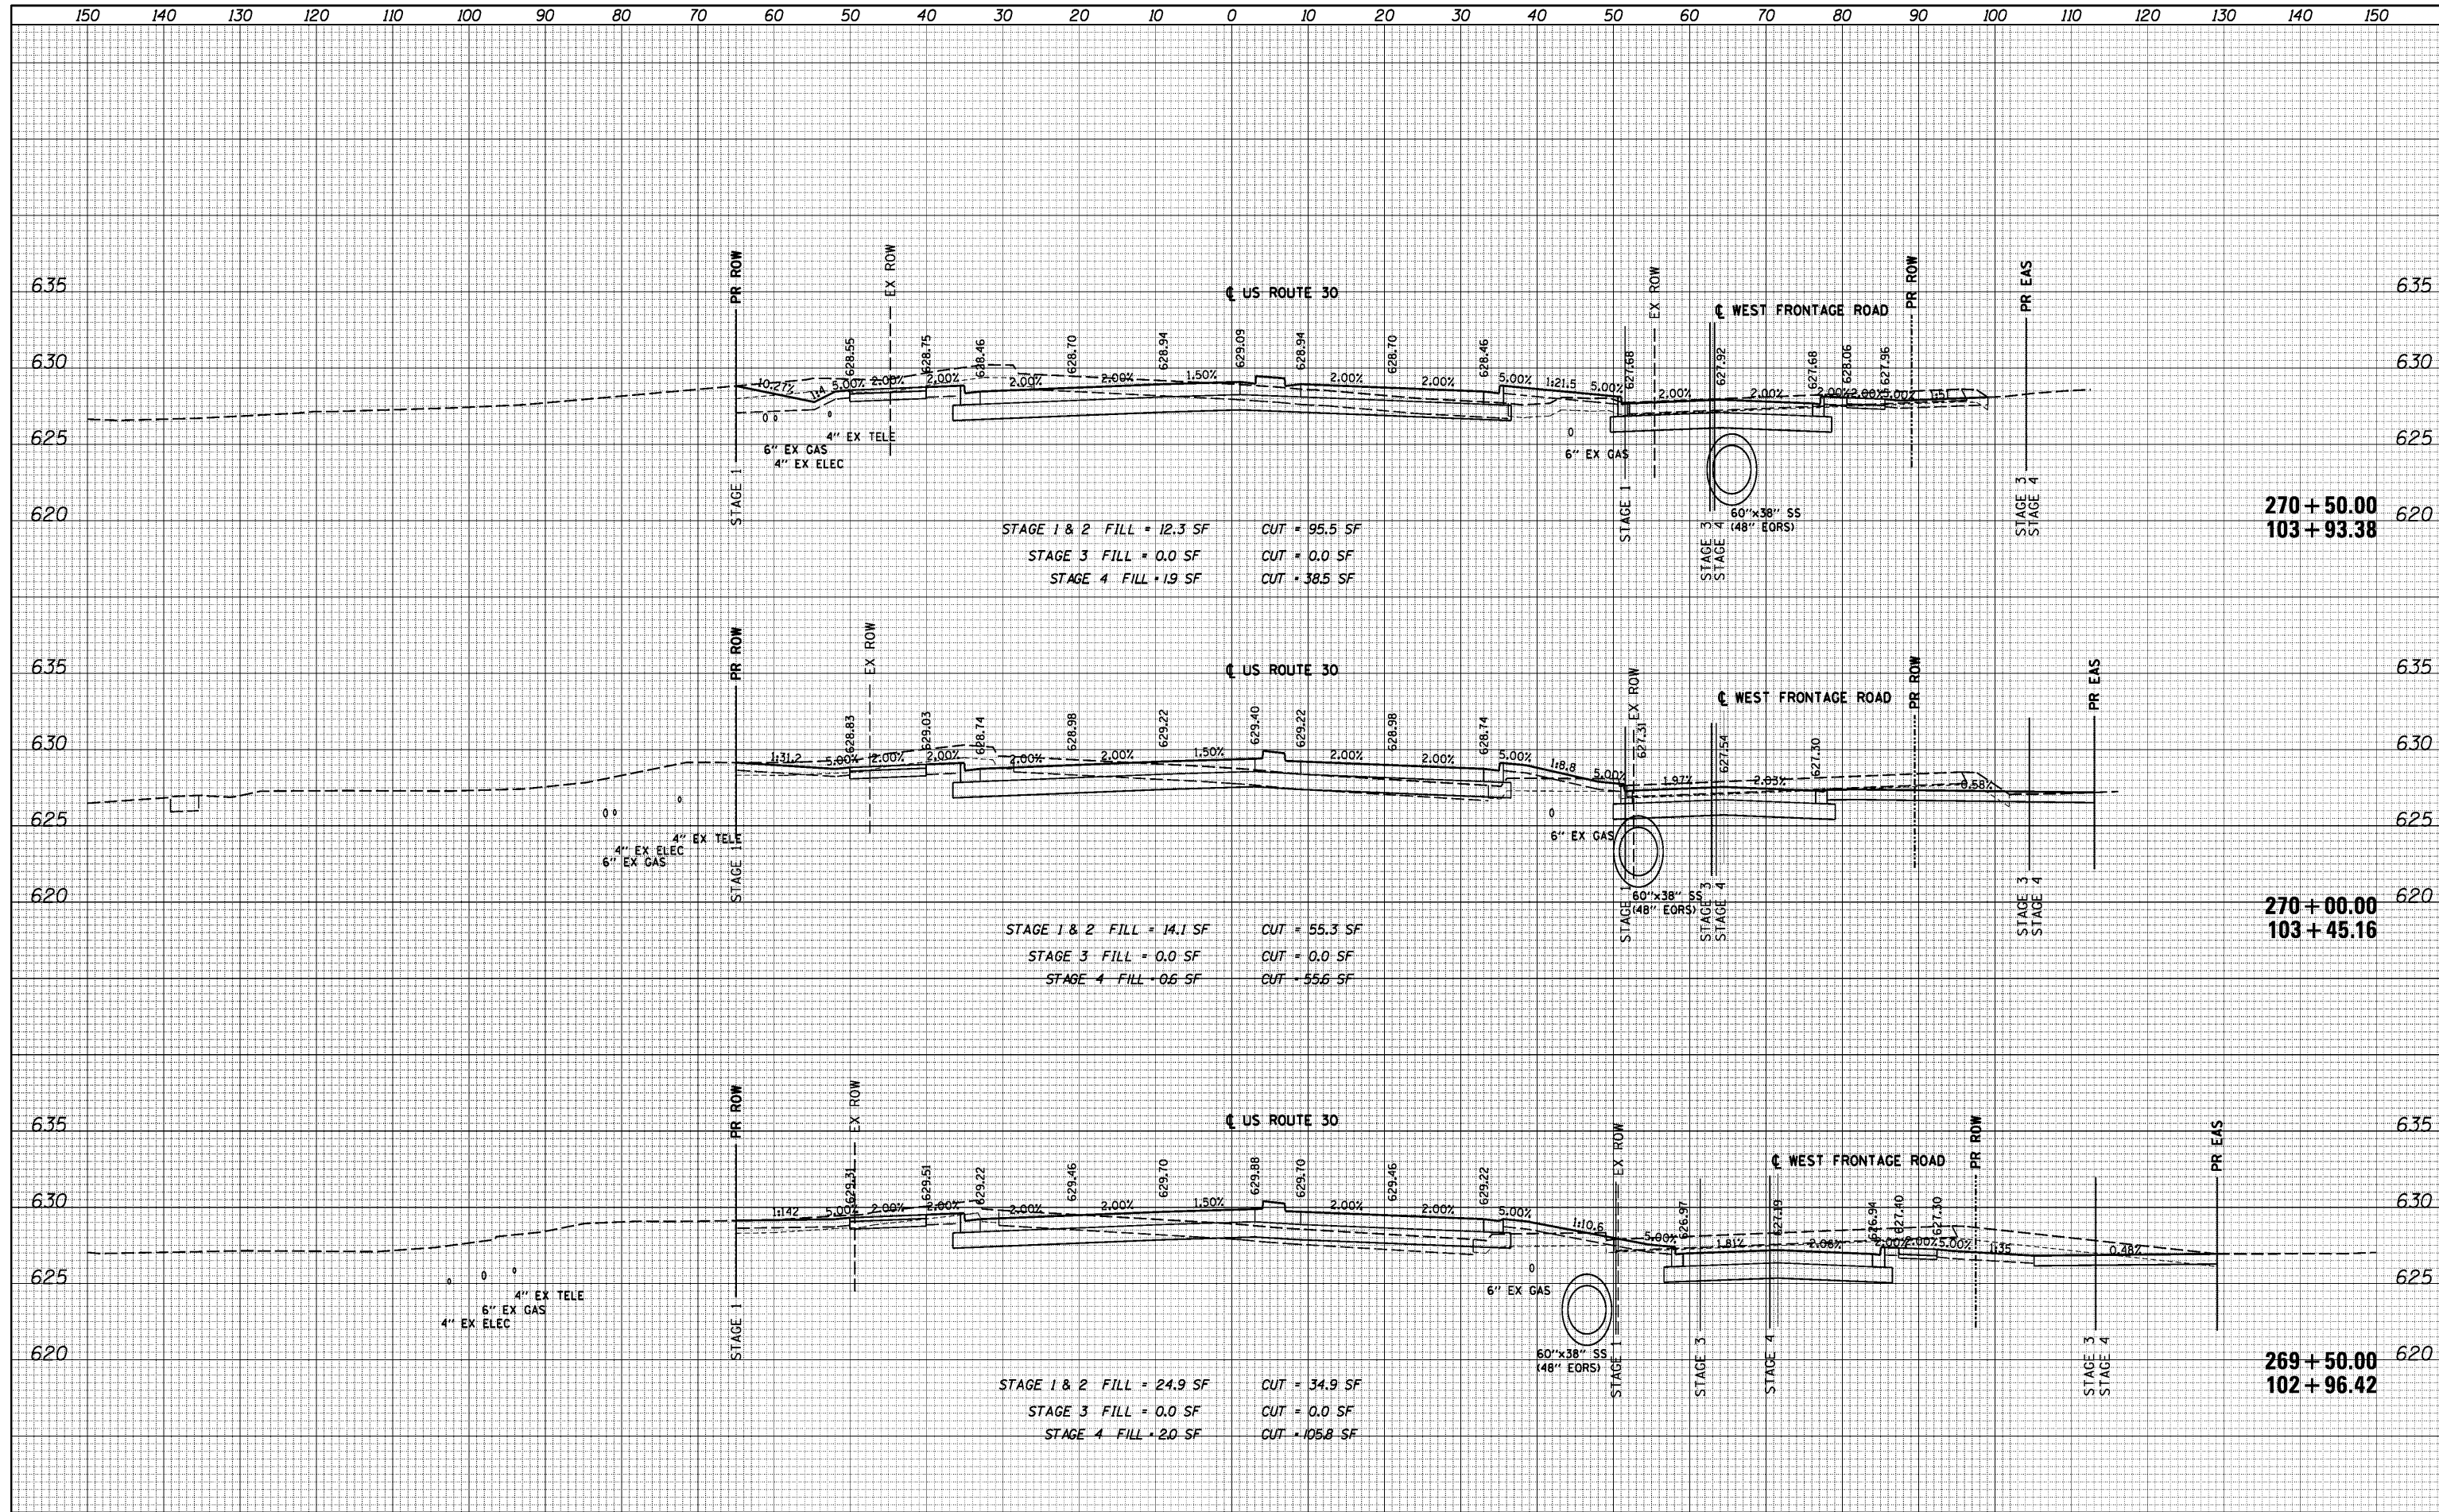 150 140 130 120 110 100 90 80 70 60 50 40 30 20 10 0 10 20 30 40 50 60 70 80 90 100 110 120 130 140 150
PR ROW
EX ROW
℄ US ROUTE 30
EX ROW
℄ WEST FRONTAGE ROAD
PR ROW
PR EAS
635 635
630 630
625 625
620 620
628.55 628.75 628.46 628.70 628.94 629.09 628.94 628.70 628.46 627.68 627.92 627.68 628.06 627.96
10.27% 1:4 5.00% 2.00% 2.00% 2.00% 2.00% 1.50% 2.00% 2.00% 5.00% 1:21.5 5.00% 2.00% 2.00% 2.00% 2.00% 5.00% 1:51
4" EX TELE
6" EX GAS
4" EX ELEC
6" EX GAS
60"x38" SS
(48" EORS)
STAGE 1
STAGE 1
STAGE 3
STAGE 4
STAGE 3
STAGE 4
STAGE 1 & 2 FILL = 12.3 SF CUT = 95.5 SF
STAGE 3 FILL = 0.0 SF CUT = 0.0 SF
STAGE 4 FILL = 1.9 SF CUT = 38.5 SF
270+50.00
103+93.38
PR ROW
EX ROW
℄ US ROUTE 30
EX ROW
℄ WEST FRONTAGE ROAD
PR ROW
PR EAS
635 635
630 630
625 625
620 620
628.83 629.03 628.74 628.98 629.22 629.40 629.22 628.98 628.74 627.31 627.54 627.30
1:31.2 5.00% 2.00% 2.00% 2.00% 2.00% 1.50% 2.00% 2.00% 5.00% 1:8.8 5.00% 1.97% 2.03% 0.58%
4" EX TELE
4" EX ELEC
6" EX GAS
6" EX GAS
60"x38" SS
(48" EORS)
STAGE 1
STAGE 1
STAGE 3
STAGE 4
STAGE 3
STAGE 4
STAGE 1 & 2 FILL = 14.1 SF CUT = 55.3 SF
STAGE 3 FILL = 0.0 SF CUT = 0.0 SF
STAGE 4 FILL = 0.6 SF CUT = 55.6 SF
270+00.00
103+45.16
PR ROW
EX ROW
℄ US ROUTE 30
EX ROW
℄ WEST FRONTAGE ROAD
PR ROW
PR EAS
635 635
630 630
625 625
620 620
629.31 629.51 629.22 629.46 629.70 629.88 629.70 629.46 629.22 626.97 627.19 626.94 627.40 627.30
1:142 5.00% 2.00% 2.00% 2.00% 2.00% 1.50% 2.00% 2.00% 5.00% 1:10.6 5.00% 1.81% 2.06% 2.00% 2.00% 5.00% 1:35 0.48%
4" EX TELE
6" EX GAS
4" EX ELEC
6" EX GAS
60"x38" SS
(48" EORS)
STAGE 1
STAGE 1
STAGE 3
STAGE 4
STAGE 3
STAGE 4
STAGE 1 & 2 FILL = 24.9 SF CUT = 34.9 SF
STAGE 3 FILL = 0.0 SF CUT = 0.0 SF
STAGE 4 FILL = 2.0 SF CUT = 105.8 SF
269+50.00
102+96.42